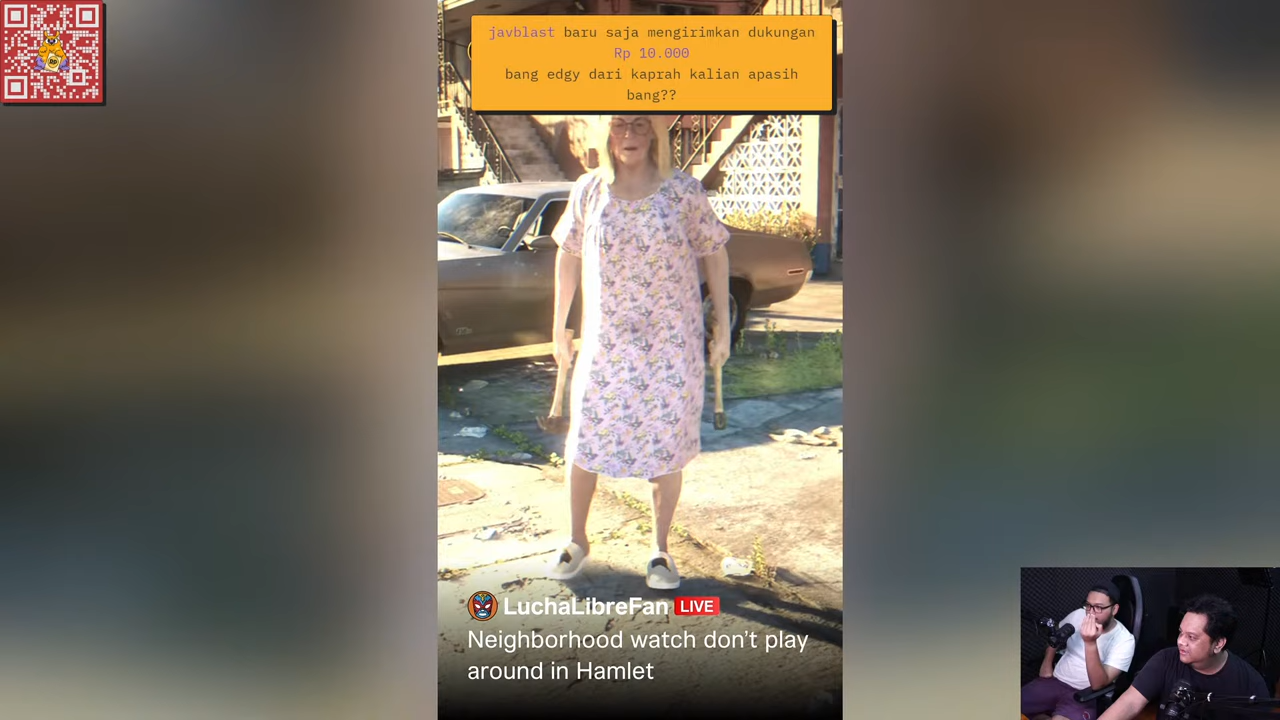 javblast baru saja mengirimkan dukungan
Rp 10.000
bang edgy dari kaprah kalian apasih
bang??
LuchaLibreFan LIVE
Neighborhood watch don't play
around in Hamlet